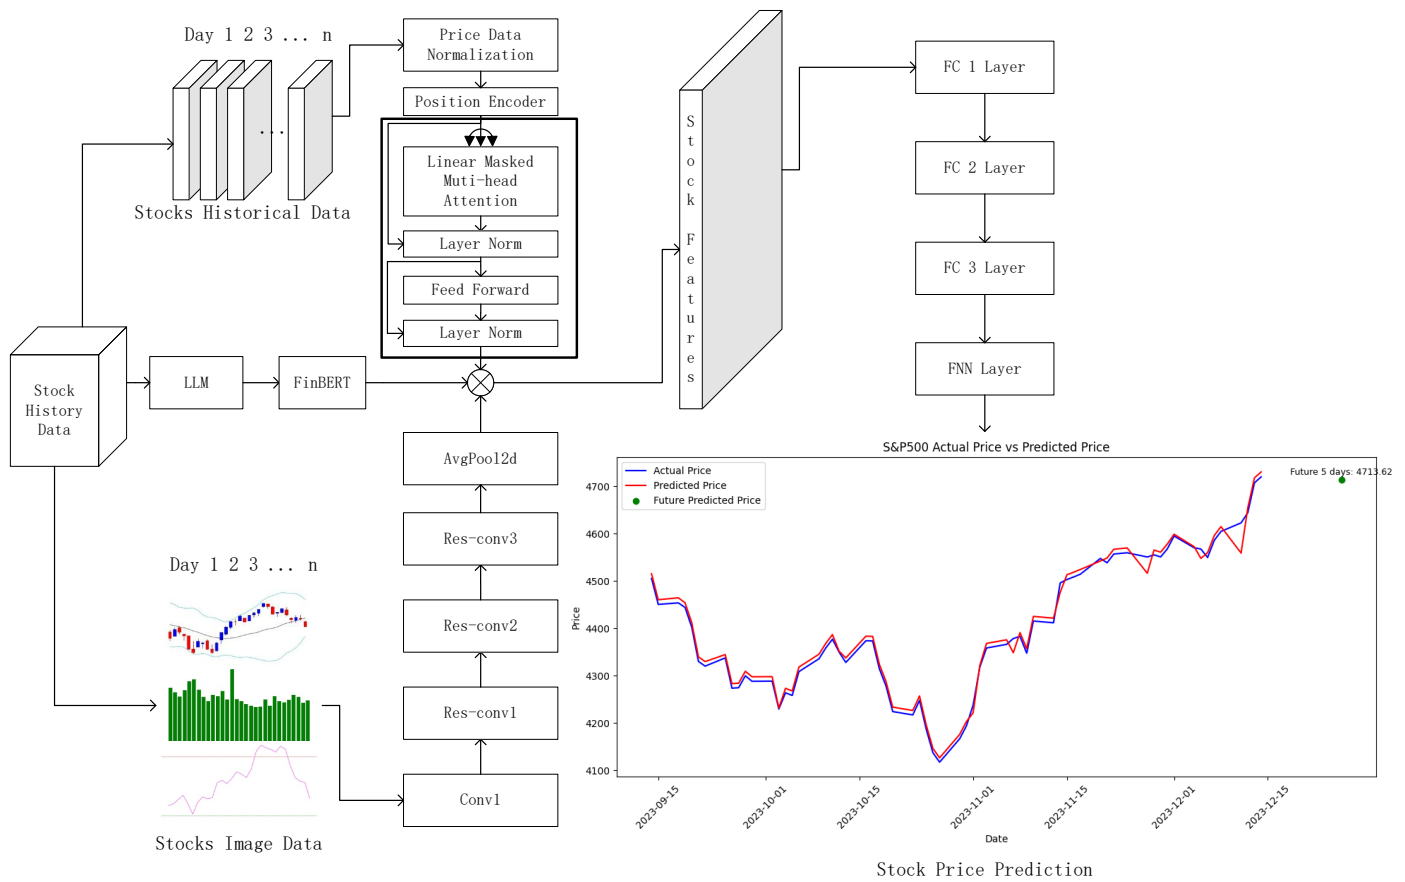 Day 1 2 3 ... n
...
Stocks Historical Data
Price Data
Normalization
Position Encoder
Linear Masked
Muti-head
Attention
Layer Norm
Feed Forward
Layer Norm
Stock
History
Data
LLM
FinBERT
AvgPool2d
Res-conv3
Res-conv2
Res-conv1
Conv1
Day 1 2 3 ... n
Stocks Image Data
Stock Features
FC 1 Layer
FC 2 Layer
FC 3 Layer
FNN Layer
S&P500 Actual Price vs Predicted Price
Actual Price
Predicted Price
Future Predicted Price
Future 5 days: 4713.62
Price
4700
4600
4500
4400
4300
4200
4100
2023-09-15
2023-10-01
2023-10-15
2023-11-01
2023-11-15
2023-12-01
2023-12-15
Date
Stock Price Prediction